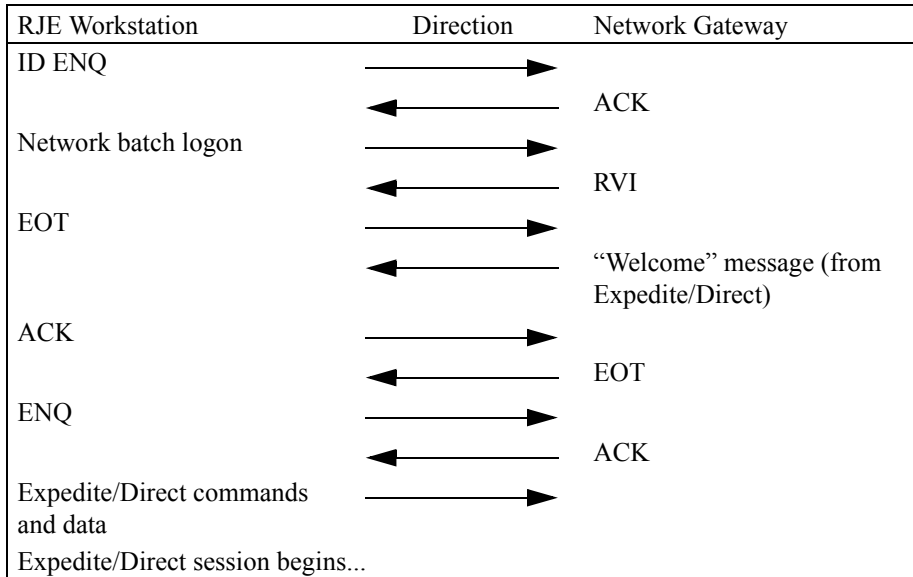 RJE Workstation Direction Network Gateway
ID ENQ
ACK
Network batch logon
RVI
EOT
“Welcome” message (from
Expedite/Direct)
ACK
EOT
ENQ
ACK
Expedite/Direct commands
and data
Expedite/Direct session begins...